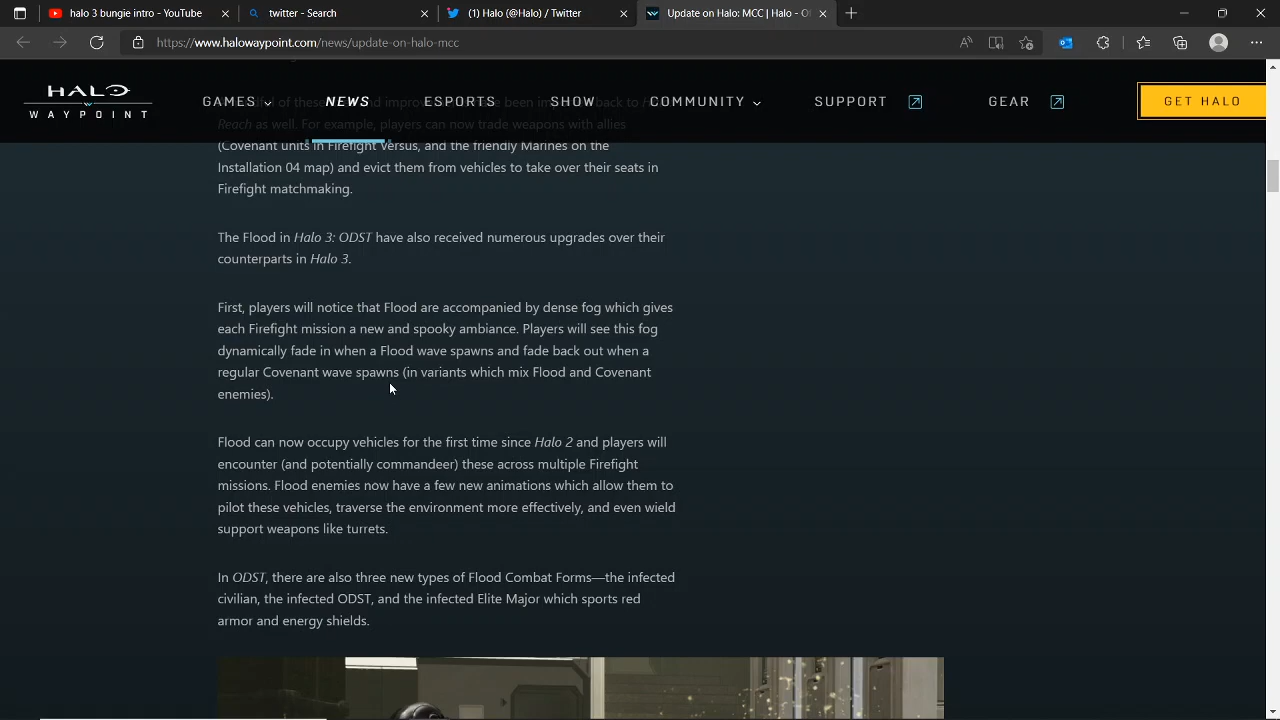 halo 3 bungie intro - YouTube
twitter - Search
(1) Halo (@Halo) / Twitter
Update on Halo: MCC | Halo - O
https://www.halowaypoint.com/news/update-on-halo-mcc
HALO
WAYPOINT
GAMES
NEWS
ESPORTS
SHOW
COMMUNITY
SUPPORT
GEAR
GET HALO
of these and improve been im back to
Reach as well. For example, players can now trade weapons with allies
(Covenant units in Firefight Versus, and the friendly Marines on the
Installation 04 map) and evict them from vehicles to take over their seats in
Firefight matchmaking.
The Flood in Halo 3: ODST have also received numerous upgrades over their
counterparts in Halo 3.
First, players will notice that Flood are accompanied by dense fog which gives
each Firefight mission a new and spooky ambiance. Players will see this fog
dynamically fade in when a Flood wave spawns and fade back out when a
regular Covenant wave spawns (in variants which mix Flood and Covenant
enemies).
Flood can now occupy vehicles for the first time since Halo 2 and players will
encounter (and potentially commandeer) these across multiple Firefight
missions. Flood enemies now have a few new animations which allow them to
pilot these vehicles, traverse the environment more effectively, and even wield
support weapons like turrets.
In ODST, there are also three new types of Flood Combat Forms—the infected
civilian, the infected ODST, and the infected Elite Major which sports red
armor and energy shields.